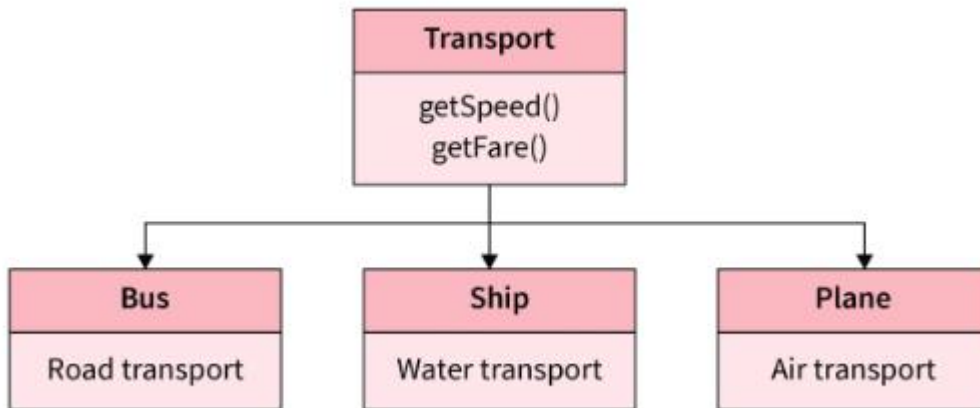 Transport
getSpeed()
getFare()
Bus
Road transport
Ship
Water transport
Plane
Air transport